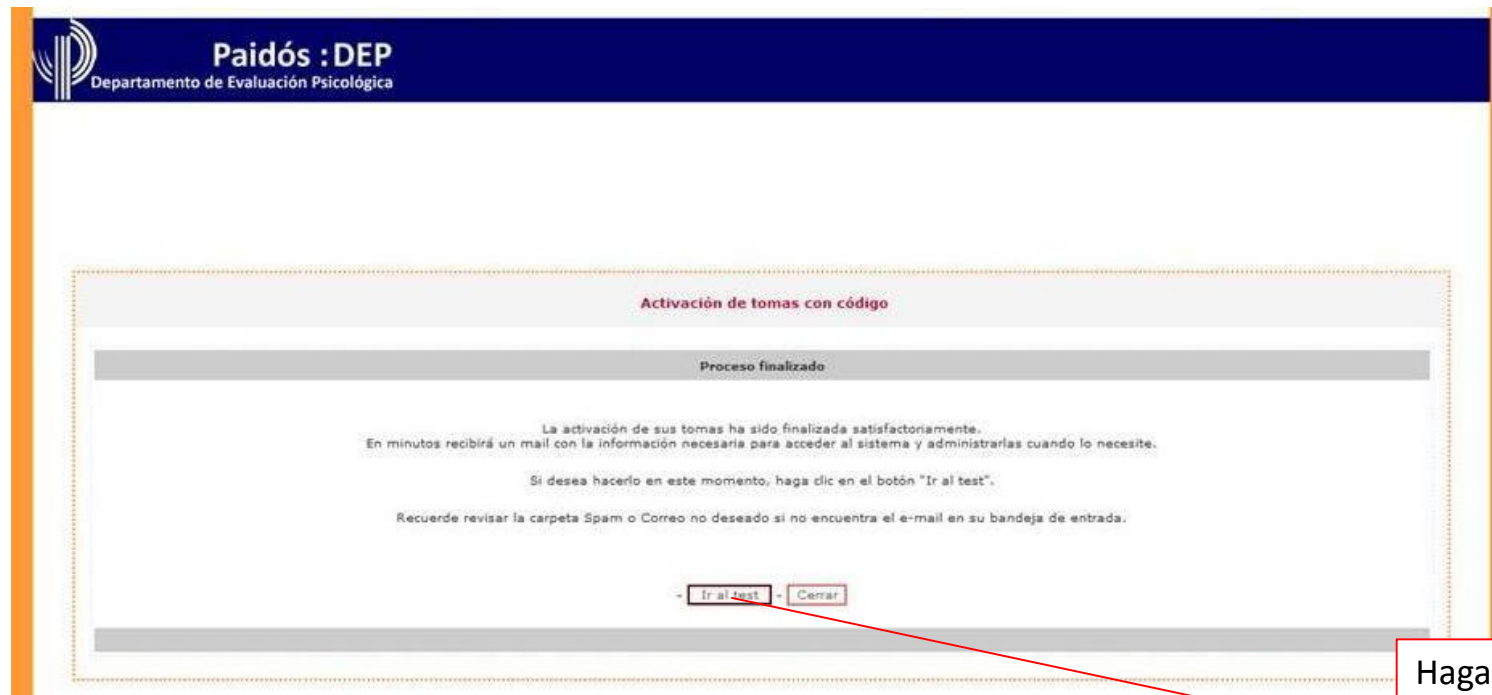 Paidós :DEP
Departamento de Evaluación Psicológica
Activación de tomas con código
Proceso finalizado
La activación de sus tomas ha sido finalizada satisfactoriamente.
En minutos recibirá un mail con la información necesaria para acceder al sistema y administrarlas cuando lo necesite.
Si desea hacerlo en este momento, haga clic en el botón "Ir al test".
Recuerde revisar la carpeta Spam o Correo no deseado si no encuentra el e-mail en su bandeja de entrada.
- Ir al test - Cerrar
Haga